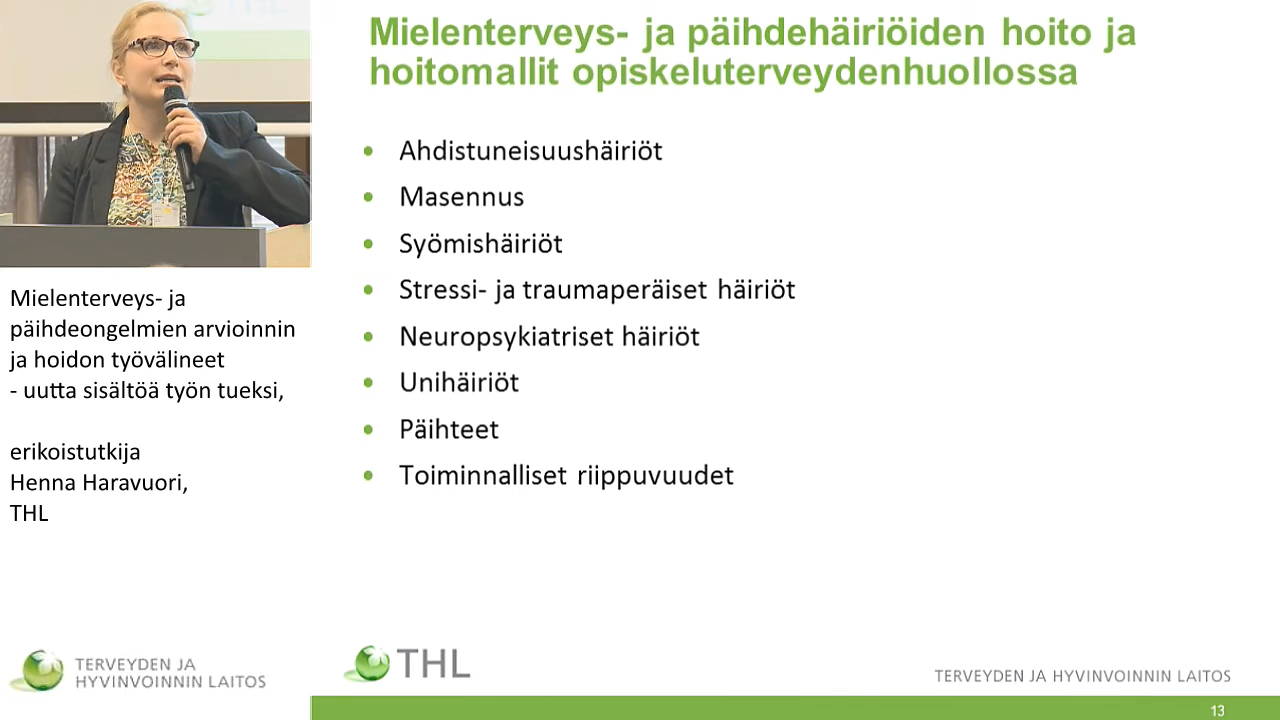 Mielenterveys- ja päihdehäiriöiden hoito ja
hoitomallit opiskeluterveydenhuollossa
• Ahdistuneisuushäiriöt
• Masennus
• Syömishäiriöt
• Stressi- ja traumaperäiset häiriöt
• Neuropsykiatriset häiriöt
• Unihäiriöt
• Päihteet
• Toiminnalliset riippuvuudet
Mielenterveys- ja
päihdeongelmien arvioinnin
ja hoidon työvälineet
- uutta sisältöä työn tueksi,
erikoistutkija
Henna Haravuori,
THL
TERVEYDEN JA
HYVINVOINNIN LAITOS
THL
TERVEYDEN JA HYVINVOINNIN LAITOS
13